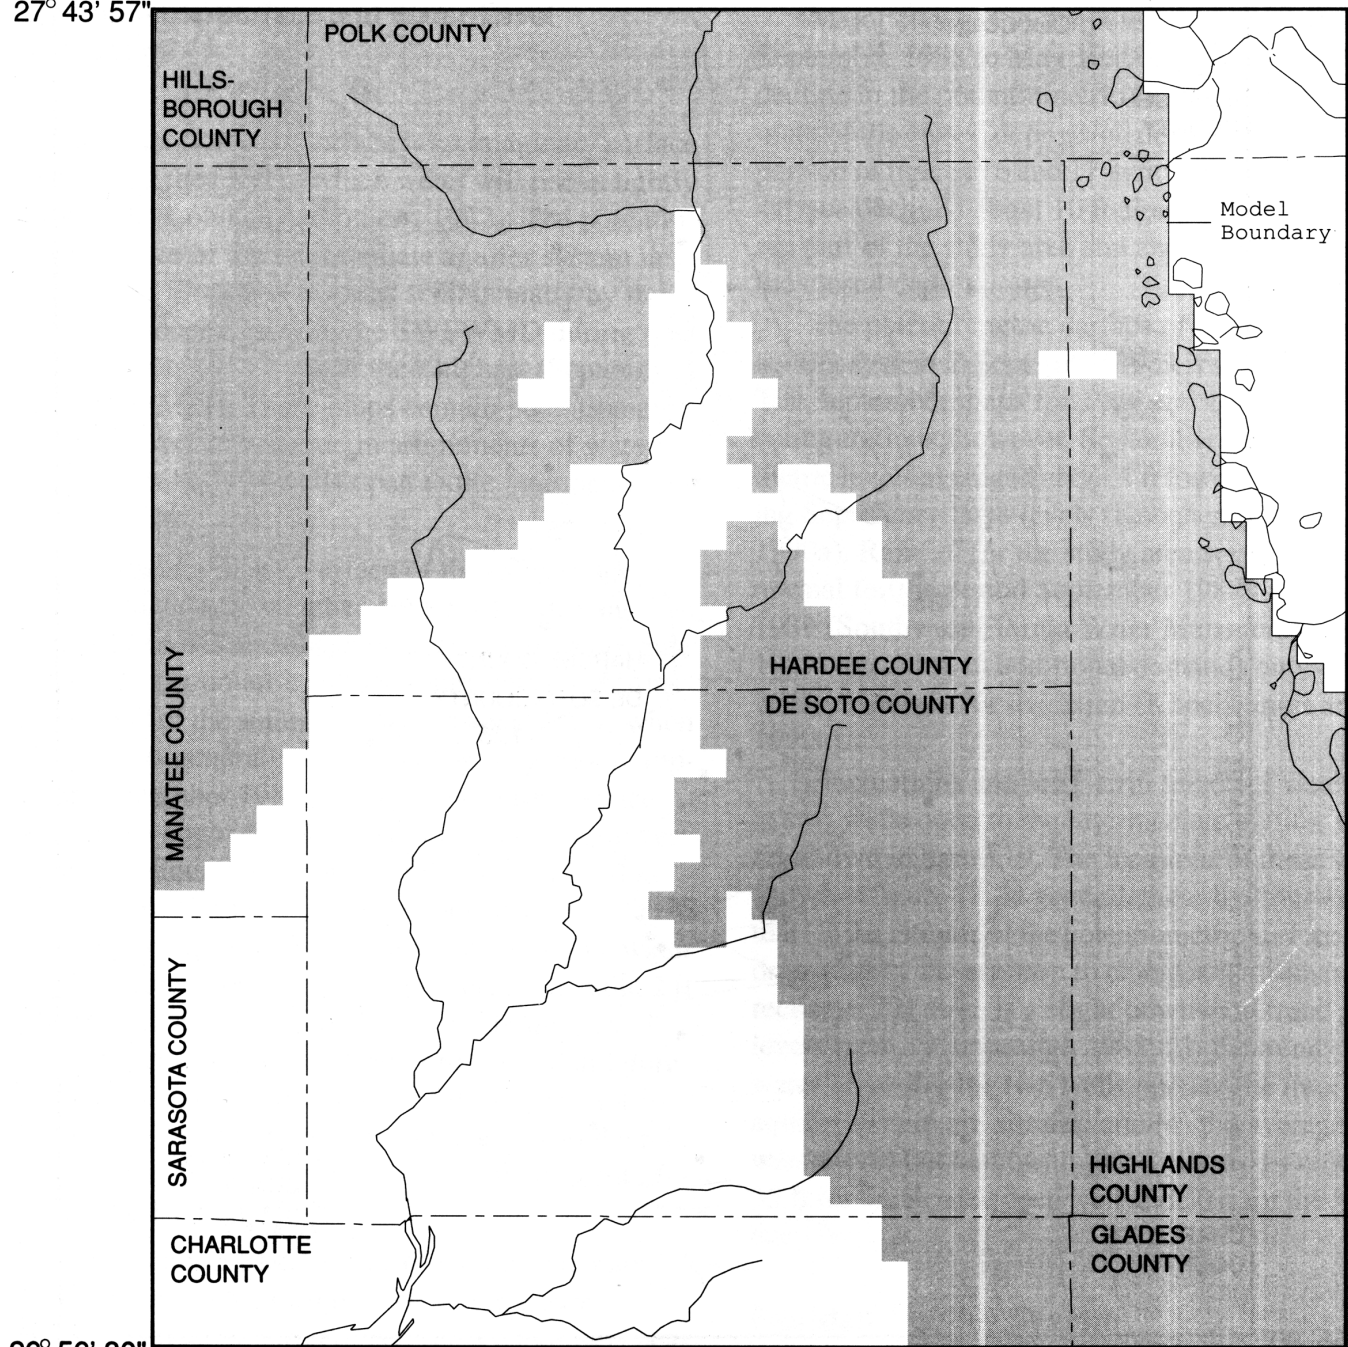 27° 43' 57"
POLK COUNTY
HILLS-
BOROUGH
COUNTY
Model
Boundary
HARDEE COUNTY
DE SOTO COUNTY
MANATEE COUNTY
SARASOTA COUNTY
HIGHLANDS
COUNTY
CHARLOTTE
COUNTY
GLADES
COUNTY